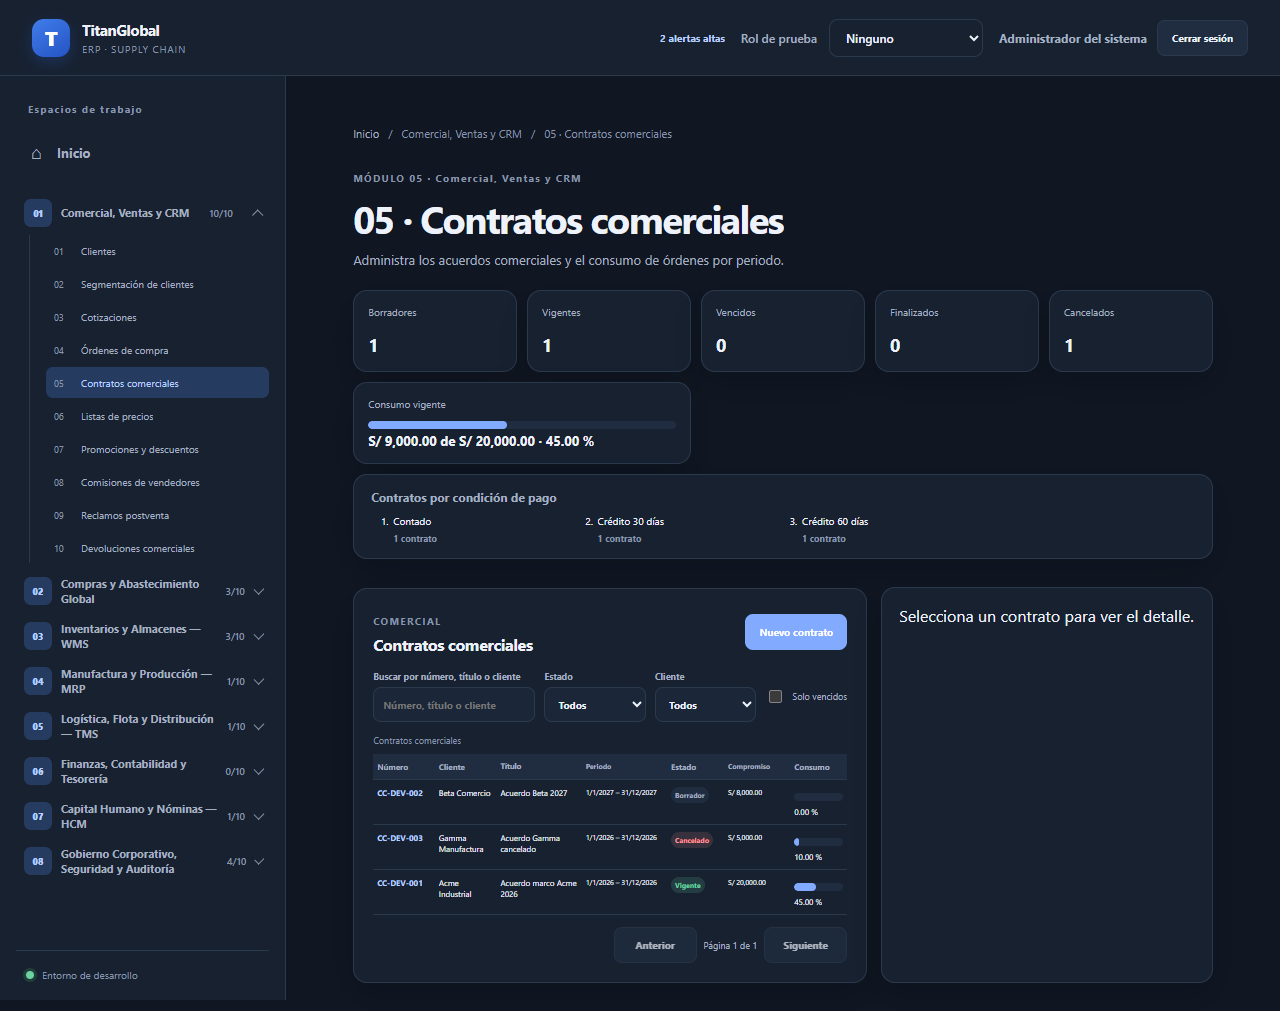 T
TitanGlobal
ERP · SUPPLY CHAIN
2 alertas altas
Rol de prueba
Ninguno
Administrador del sistema
Cerrar sesión
Espacios de trabajo
Inicio
01 Comercial, Ventas y CRM 10/10
01 Clientes
02 Segmentación de clientes
03 Cotizaciones
04 Órdenes de compra
05 Contratos comerciales
06 Listas de precios
07 Promociones y descuentos
08 Comisiones de vendedores
09 Reclamos postventa
10 Devoluciones comerciales
02 Compras y Abastecimiento
Global 3/10
03 Inventarios y Almacenes —
WMS 3/10
04 Manufactura y Producción —
MRP 1/10
05 Logística, Flota y Distribución
— TMS 1/10
06 Finanzas, Contabilidad y
Tesorería 0/10
07 Capital Humano y Nóminas —
HCM 1/10
08 Gobierno Corporativo,
Seguridad y Auditoría 4/10
Entorno de desarrollo
Inicio / Comercial, Ventas y CRM / 05 · Contratos comerciales
MÓDULO 05 · Comercial, Ventas y CRM
05 · Contratos comerciales
Administra los acuerdos comerciales y el consumo de órdenes por periodo.
Borradores
1
Vigentes
1
Vencidos
0
Finalizados
0
Cancelados
1
Consumo vigente
S/ 9,000.00 de S/ 20,000.00 · 45.00 %
Contratos por condición de pago
1. Contado
1 contrato
2. Crédito 30 días
1 contrato
3. Crédito 60 días
1 contrato
COMERCIAL
Contratos comerciales
Nuevo contrato
Buscar por número, título o cliente
Número, título o cliente
Estado
Todos
Cliente
Todos
Solo vencidos
Contratos comerciales
Número Cliente Título Periodo Estado Compromiso Consumo
CC-DEV-002 Beta Comercio Acuerdo Beta 2027 1/1/2027 – 31/12/2027 Borrador S/ 8,000.00
0.00 %
CC-DEV-003 Gamma Manufactura Acuerdo Gamma cancelado 1/1/2026 – 31/12/2026 Cancelado S/ 5,000.00
10.00 %
CC-DEV-001 Acme Industrial Acuerdo marco Acme 2026 1/1/2026 – 31/12/2026 Vigente S/ 20,000.00
45.00 %
Anterior
Página 1 de 1
Siguiente
Selecciona un contrato para ver el detalle.